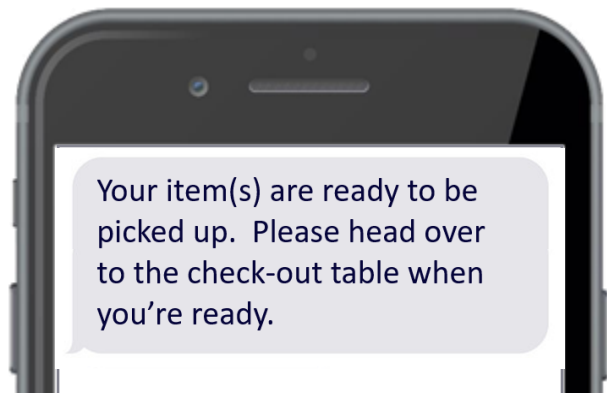 Your item(s) are ready to be
picked up.  Please head over
to the check-out table when
you’re ready.